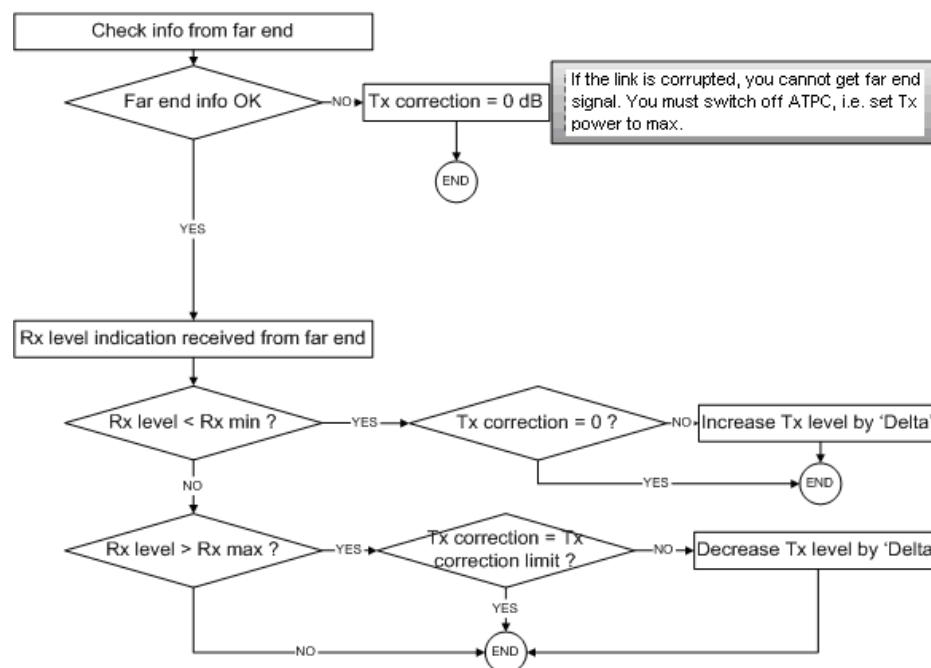 Check info from far end
Far end info OK
NO
Tx correction = 0 dB
If the link is corrupted, you cannot get far end
signal. You must switch off ATPC, i.e. set Tx
power to max.
END
YES
Rx level indication received from far end
Rx level < Rx min ?
YES
Tx correction = 0 ?
NO
Increase Tx level by ‘Delta’
YES
END
NO
Rx level > Rx max ?
YES
Tx correction = Tx
correction limit ?
NO
Decrease Tx level by ‘Delta’
YES
NO
END